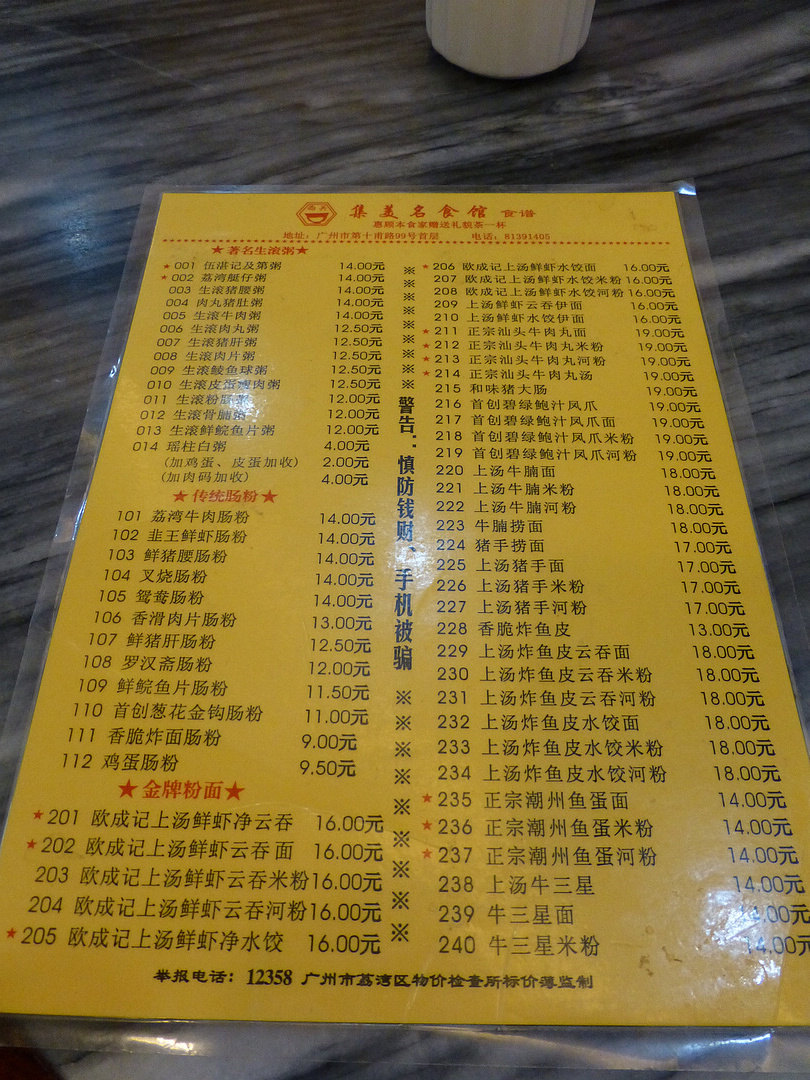 西关
集美名食馆 食谱
惠顾本食家赠送礼貌茶一杯
地址：广州市第十甫路99号首层 电话：81391405
★著名生滚粥★
★001 伍湛记及第粥 14.00元
★002 荔湾艇仔粥 14.00元
003 生滚猪腰粥 14.00元
004 肉丸猪肚粥 14.00元
005 生滚牛肉粥 14.00元
006 生滚肉丸粥 12.50元
007 生滚猪肝粥 12.50元
008 生滚肉片粥 12.50元
009 生滚鲮鱼球粥 12.50元
010 生滚皮蛋瘦肉粥 12.50元
011 生滚粉肠粥 12.00元
012 生滚骨腩粥 12.00元
013 生滚鲜鲩鱼片粥 12.00元
014 瑶柱白粥 4.00元
(加鸡蛋、皮蛋加收) 2.00元
(加肉码加收) 4.00元
★传统肠粉★
101 荔湾牛肉肠粉 14.00元
102 韭王鲜虾肠粉 14.00元
103 鲜猪腰肠粉 14.00元
104 叉烧肠粉 14.00元
105 鸳鸯肠粉 14.00元
106 香滑肉片肠粉 13.00元
107 鲜猪肝肠粉 12.50元
108 罗汉斋肠粉 12.00元
109 鲜鲩鱼片肠粉 11.50元
110 首创葱花金钩肠粉 11.00元
111 香脆炸面肠粉 9.00元
112 鸡蛋肠粉 9.50元
★金牌粉面★
★201 欧成记上汤鲜虾净云吞 16.00元
★202 欧成记上汤鲜虾云吞面 16.00元
203 欧成记上汤鲜虾云吞米粉 16.00元
204 欧成记上汤鲜虾云吞河粉 16.00元
★205 欧成记上汤鲜虾净水饺 16.00元
※※※※※※※※※※警告：慎防钱财、手机被骗※※※※※※※※※
★206 欧成记上汤鲜虾水饺面 16.00元
207 欧成记上汤鲜虾水饺米粉 16.00元
208 欧成记上汤鲜虾水饺河粉 16.00元
209 上汤鲜虾云吞伊面 16.00元
210 上汤鲜虾水饺伊面 16.00元
★211 正宗汕头牛肉丸面 19.00元
★212 正宗汕头牛肉丸米粉 19.00元
★213 正宗汕头牛肉丸河粉 19.00元
★214 正宗汕头牛肉丸汤 19.00元
215 和味猪大肠 19.00元
216 首创碧绿鲍汁凤爪 19.00元
217 首创碧绿鲍汁凤爪面 19.00元
218 首创碧绿鲍汁凤爪米粉 19.00元
219 首创碧绿鲍汁凤爪河粉 19.00元
220 上汤牛腩面 18.00元
221 上汤牛腩米粉 18.00元
222 上汤牛腩河粉 18.00元
223 牛腩捞面 18.00元
224 猪手捞面 17.00元
225 上汤猪手面 17.00元
226 上汤猪手米粉 17.00元
227 上汤猪手河粉 17.00元
228 香脆炸鱼皮 13.00元
229 上汤炸鱼皮云吞面 18.00元
230 上汤炸鱼皮云吞米粉 18.00元
231 上汤炸鱼皮云吞河粉 18.00元
232 上汤炸鱼皮水饺面 18.00元
233 上汤炸鱼皮水饺米粉 18.00元
234 上汤炸鱼皮水饺河粉 18.00元
★235 正宗潮州鱼蛋面 14.00元
★236 正宗潮州鱼蛋米粉 14.00元
★237 正宗潮州鱼蛋河粉 14.00元
238 上汤牛三星 14.00元
239 牛三星面 14.00元
240 牛三星米粉 14.00元
举报电话：12358 广州市荔湾区物价检查所标价薄监制